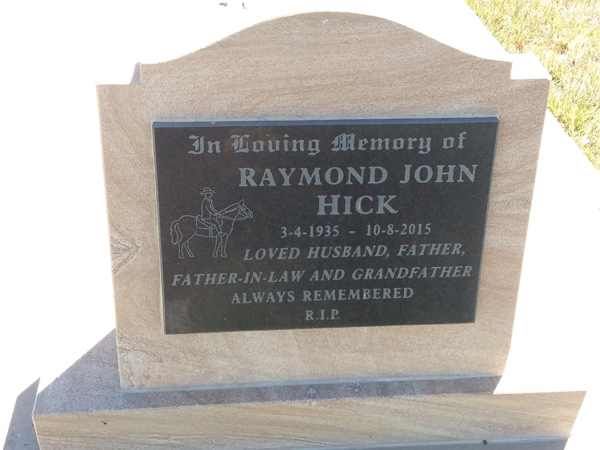 In Loving Memory of
RAYMOND JOHN
HICK
3-4-1935 - 10-8-2015
LOVED HUSBAND, FATHER,
FATHER-IN-LAW AND GRANDFATHER
ALWAYS REMEMBERED
R.I.P.